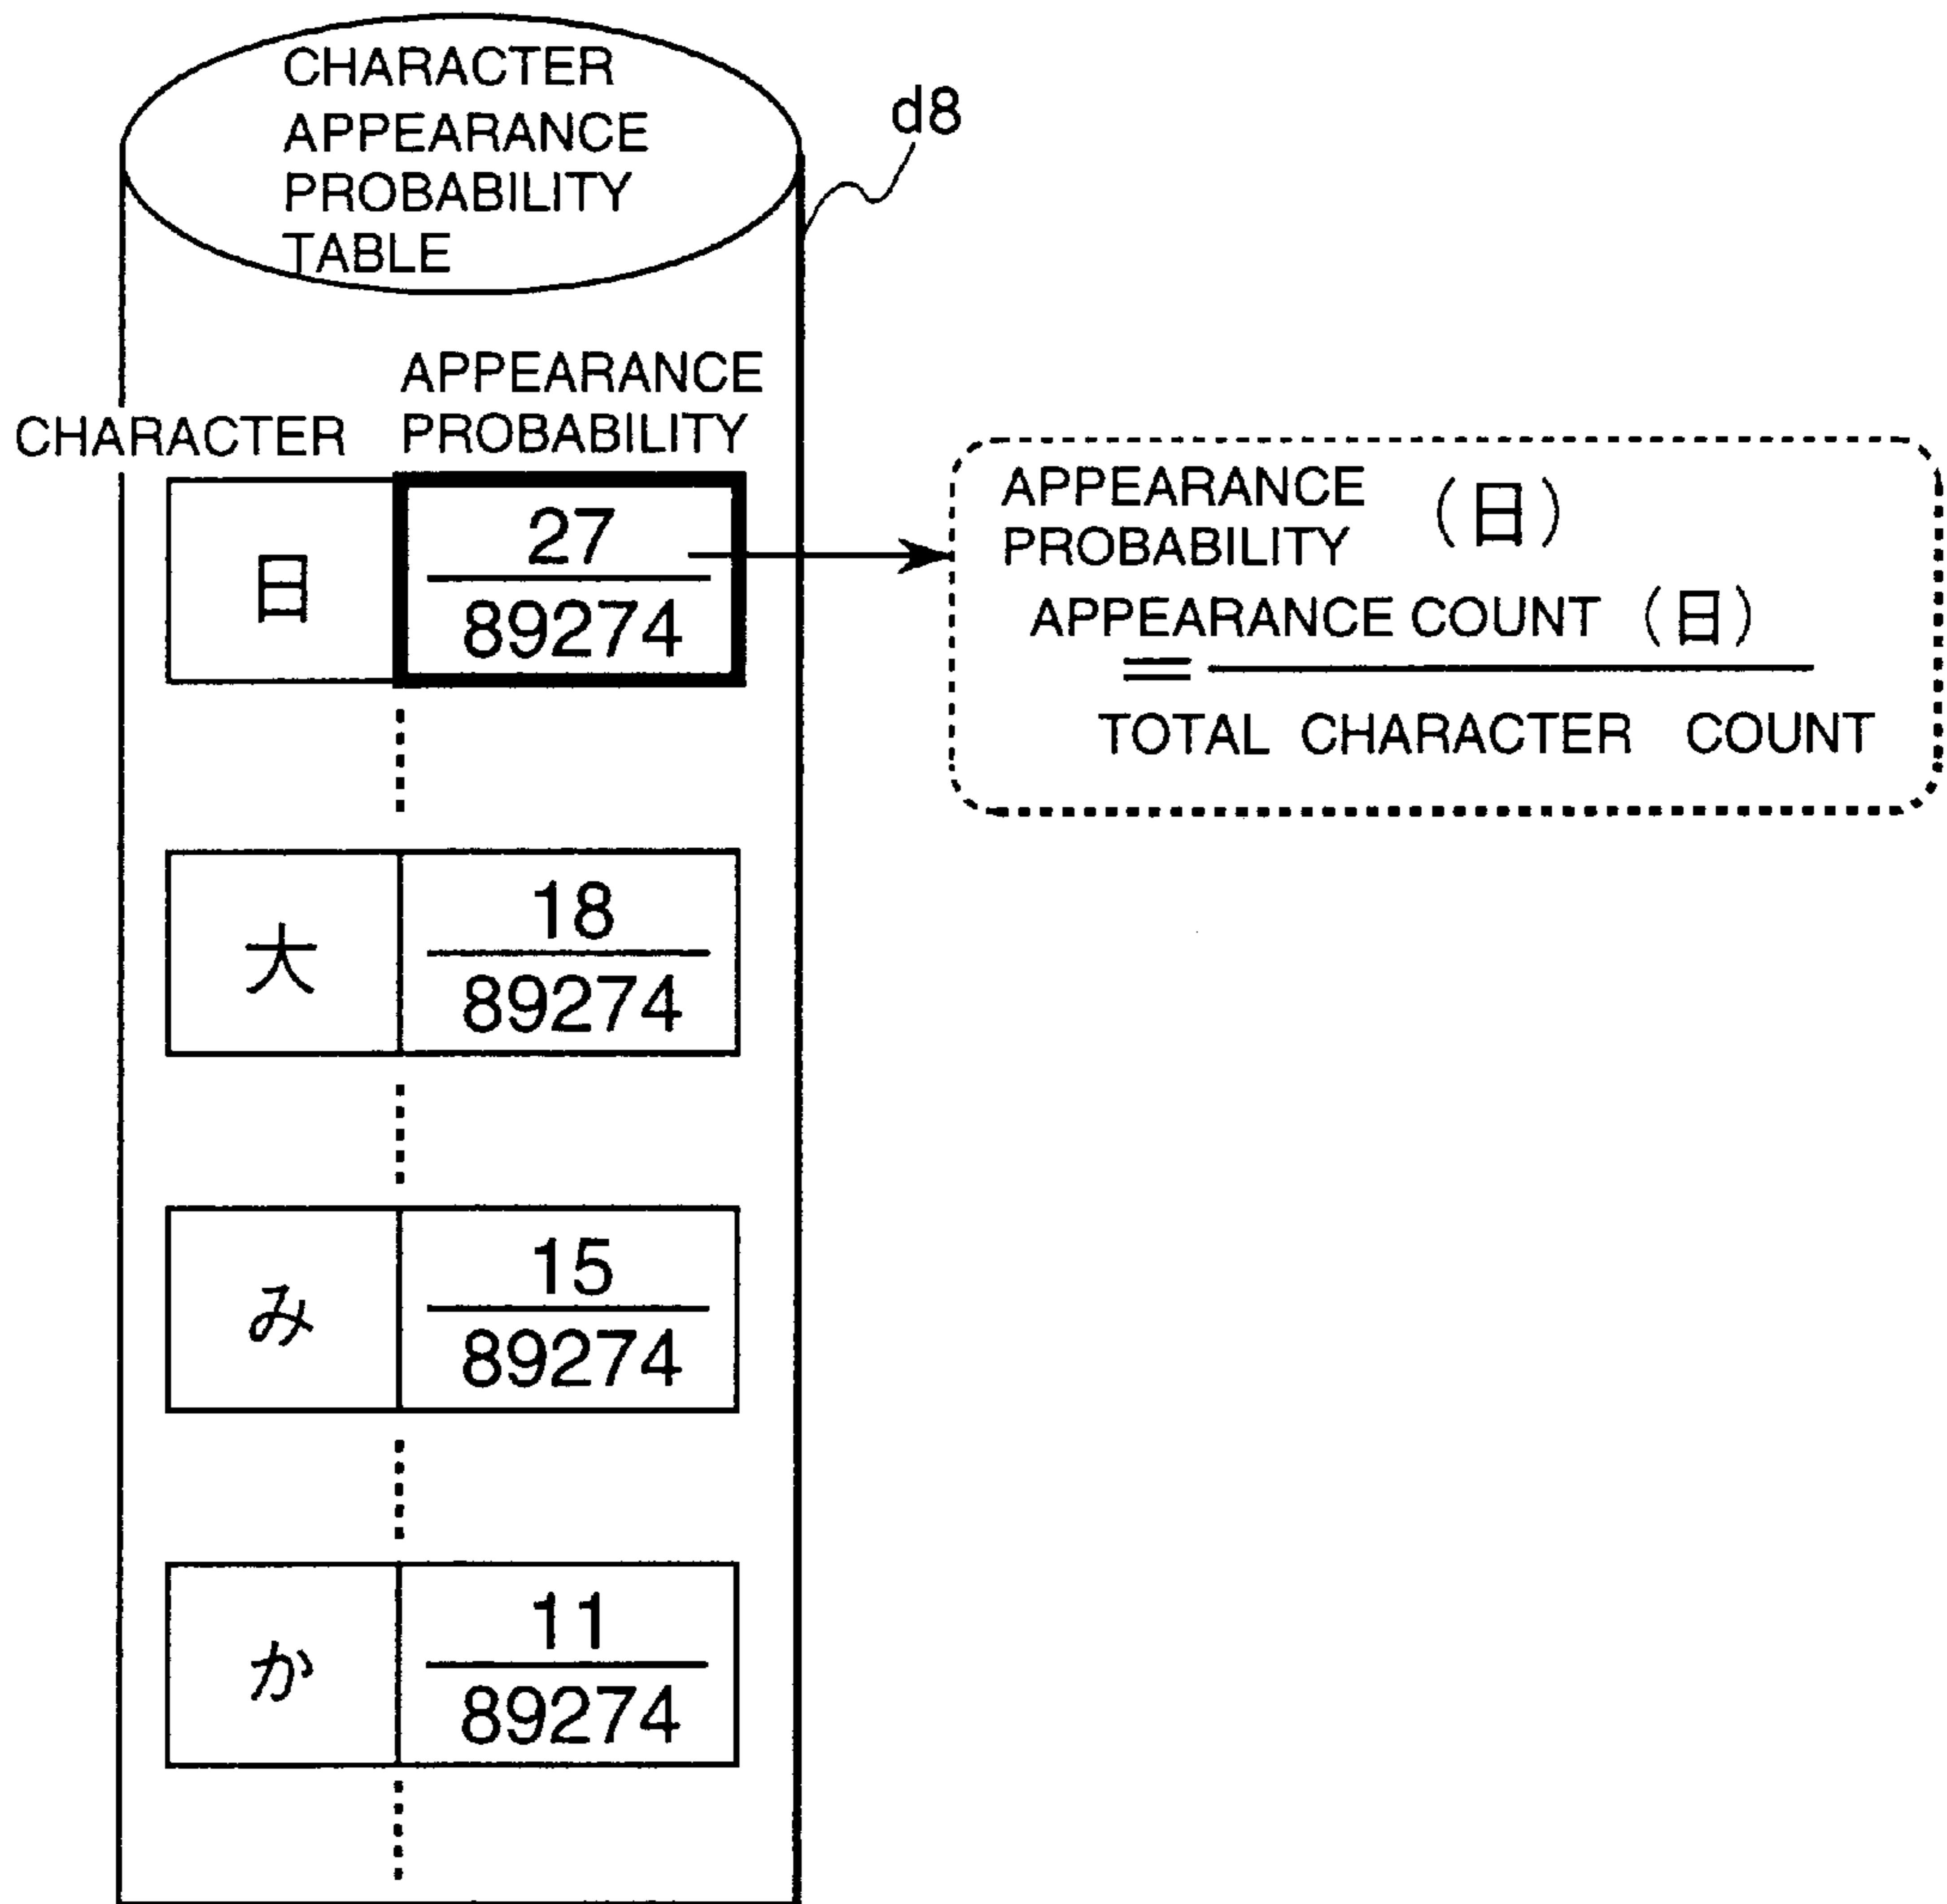 CHARACTER
APPEARANCE
PROBABILITY
TABLE
d8
CHARACTER
APPEARANCE
PROBABILITY
日
27
89274
APPEARANCE
PROBABILITY (日)
APPEARANCE COUNT (日)
=
TOTAL CHARACTER COUNT
大
18
89274
み
15
89274
か
11
89274